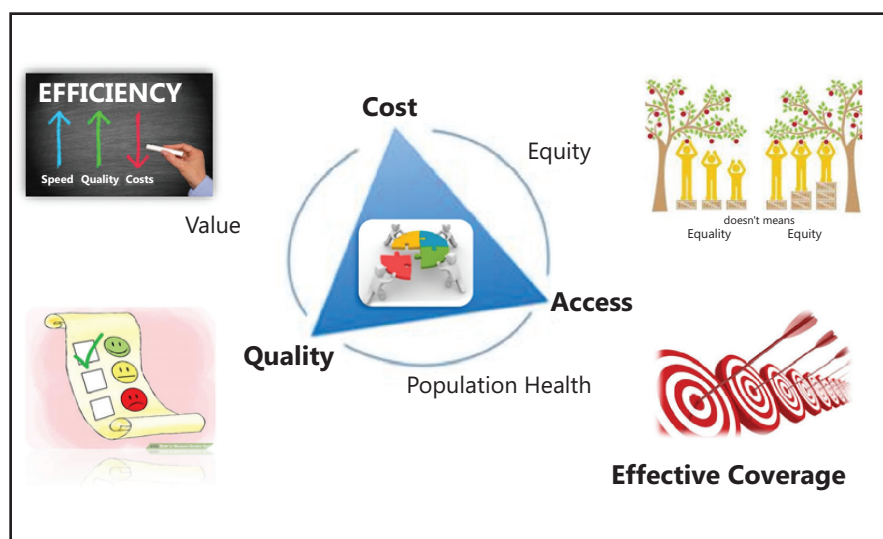 EFFICIENCY
Speed Quality Costs
Value
Cost
Equity
doesn't means
Equality Equity
Access
Quality
Population Health
Effective Coverage